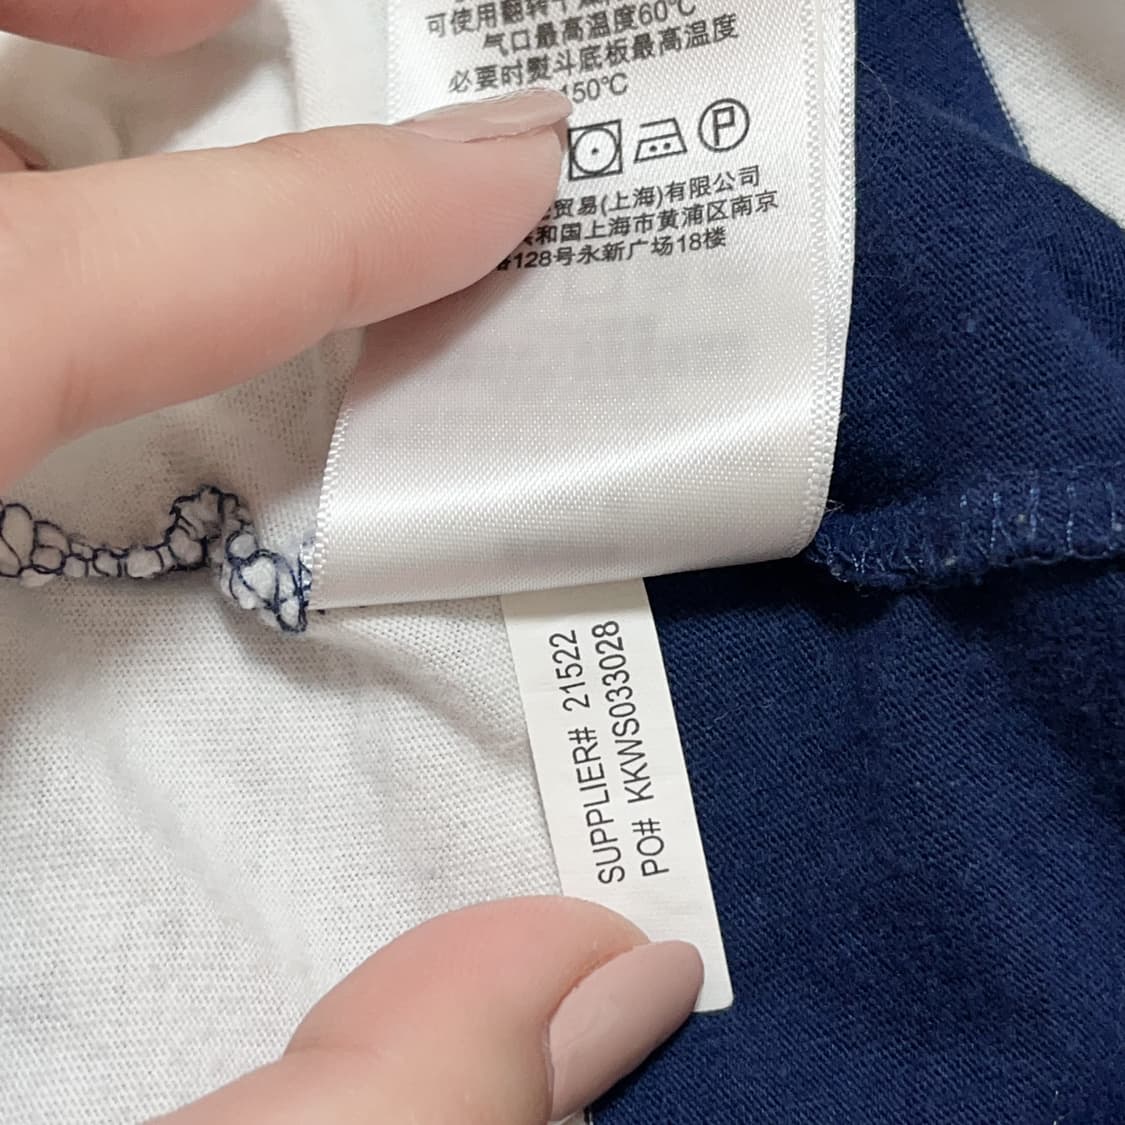 可使用翻转干
气口最高温度60℃
必要时熨斗底板最高温度
150℃
P
贸易(上海)有限公司
和国上海市黄浦区南京
128号永新广场18楼
SUPPLIER# 21522
PO# KKWS033028